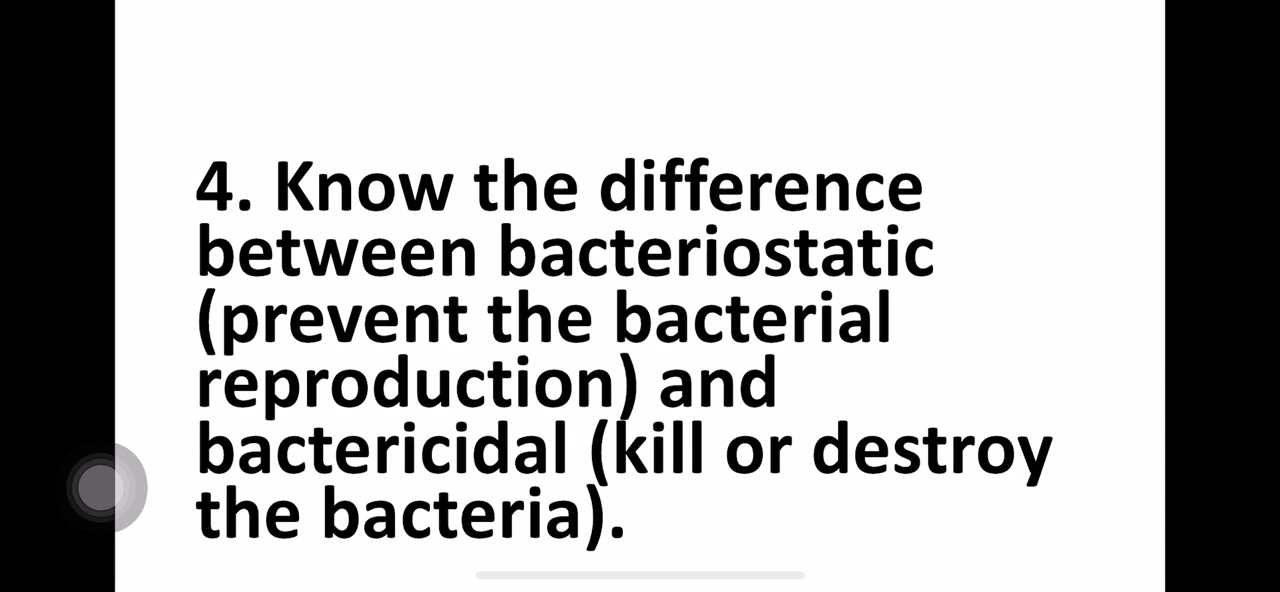 4. Know the difference
between bacteriostatic
(prevent the bacterial
reproduction) and
bactericidal (kill or destroy
the bacteria).